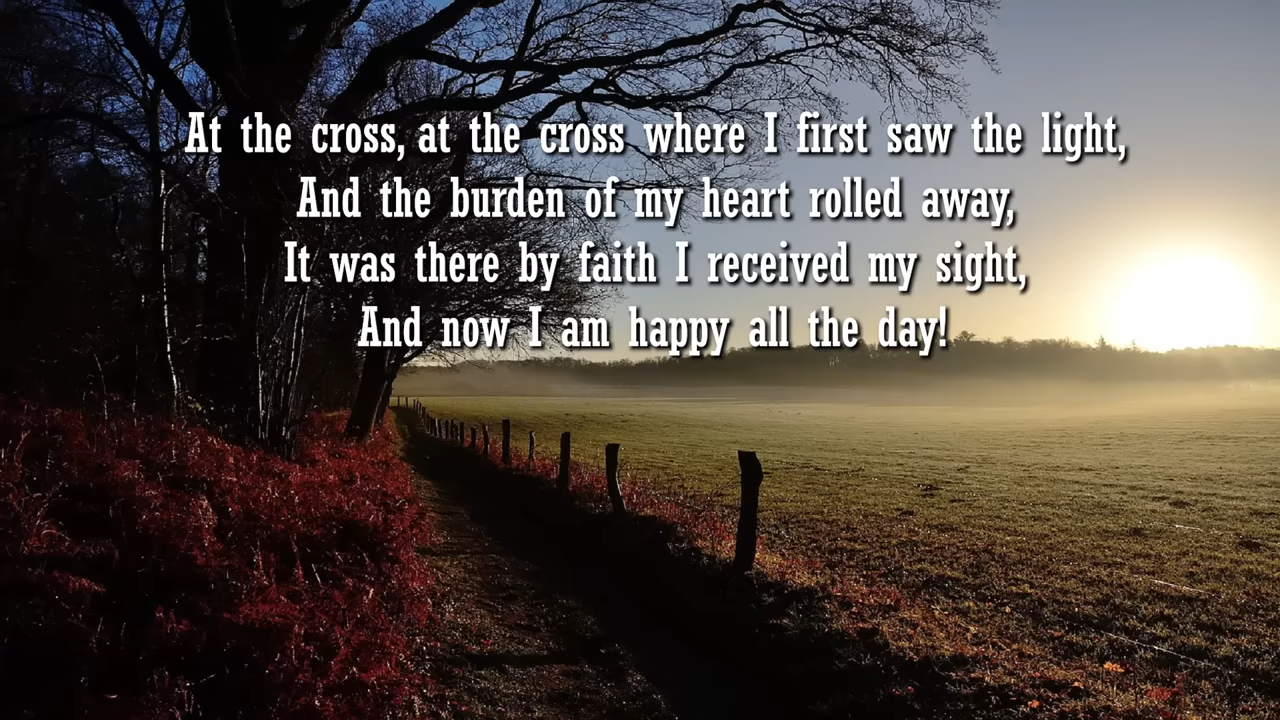 At the cross, at the cross where I first saw the light,
And the burden of my heart rolled away,
It was there by faith I received my sight,
And now I am happy all the day!